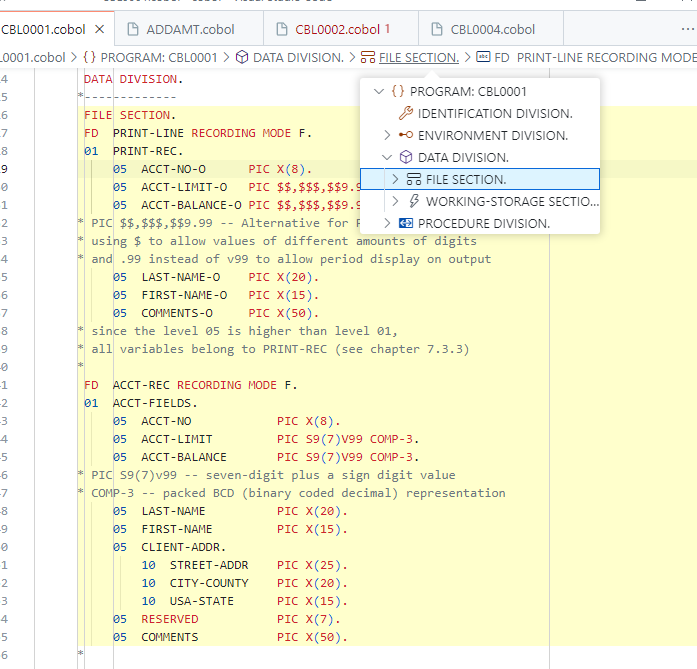 CBL0001.cobol × ADDAMT.cobol CBL0002.cobol 1 CBL0004.cobol ...
L0001.cobol > {} PROGRAM: CBL0001 > DATA DIVISION. > FILE SECTION. > FD PRINT-LINE RECORDING MODE
{} PROGRAM: CBL0001
IDENTIFICATION DIVISION.
ENVIRONMENT DIVISION.
DATA DIVISION.
FILE SECTION.
WORKING-STORAGE SECTIO...
PROCEDURE DIVISION.
4 DATA DIVISION.
5 *-------------
6 FILE SECTION.
7 FD PRINT-LINE RECORDING MODE F.
8 01 PRINT-REC.
9 05 ACCT-NO-O PIC X(8).
0 05 ACCT-LIMIT-O PIC $$,$$$,$$9.9
1 05 ACCT-BALANCE-O PIC $$,$$$,$$9.9
2 * PIC $$,$$$,$$9.99 -- Alternative for P
3 * using $ to allow values of different amounts of digits
4 * and .99 instead of v99 to allow period display on output
5 05 LAST-NAME-O PIC X(20).
6 05 FIRST-NAME-O PIC X(15).
7 05 COMMENTS-O PIC X(50).
8 * since the level 05 is higher than level 01,
9 * all variables belong to PRINT-REC (see chapter 7.3.3)
0 *
1 FD ACCT-REC RECORDING MODE F.
2 01 ACCT-FIELDS.
3 05 ACCT-NO PIC X(8).
4 05 ACCT-LIMIT PIC S9(7)V99 COMP-3.
5 05 ACCT-BALANCE PIC S9(7)V99 COMP-3.
6 * PIC S9(7)v99 -- seven-digit plus a sign digit value
7 * COMP-3 -- packed BCD (binary coded decimal) representation
8 05 LAST-NAME PIC X(20).
9 05 FIRST-NAME PIC X(15).
0 05 CLIENT-ADDR.
1 10 STREET-ADDR PIC X(25).
2 10 CITY-COUNTY PIC X(20).
3 10 USA-STATE PIC X(15).
4 05 RESERVED PIC X(7).
5 05 COMMENTS PIC X(50).
6 *